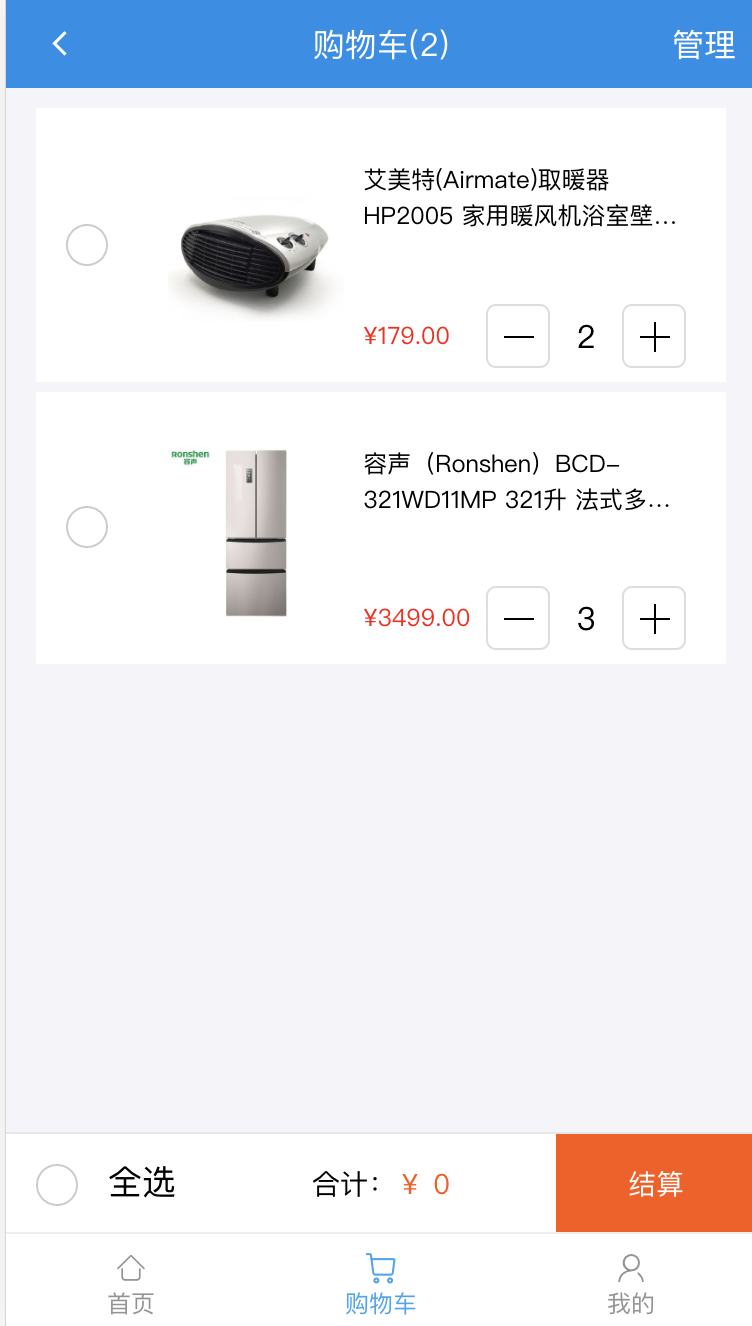 购物车(2)
管理
艾美特(Airmate)取暖器
HP2005 家用暖风机浴室壁...
¥179.00
2
Ronshen
容声
容声（Ronshen）BCD-
321WD11MP 321升 法式多...
¥3499.00
3
全选
合计：
¥ 0
结算
首页
购物车
我的